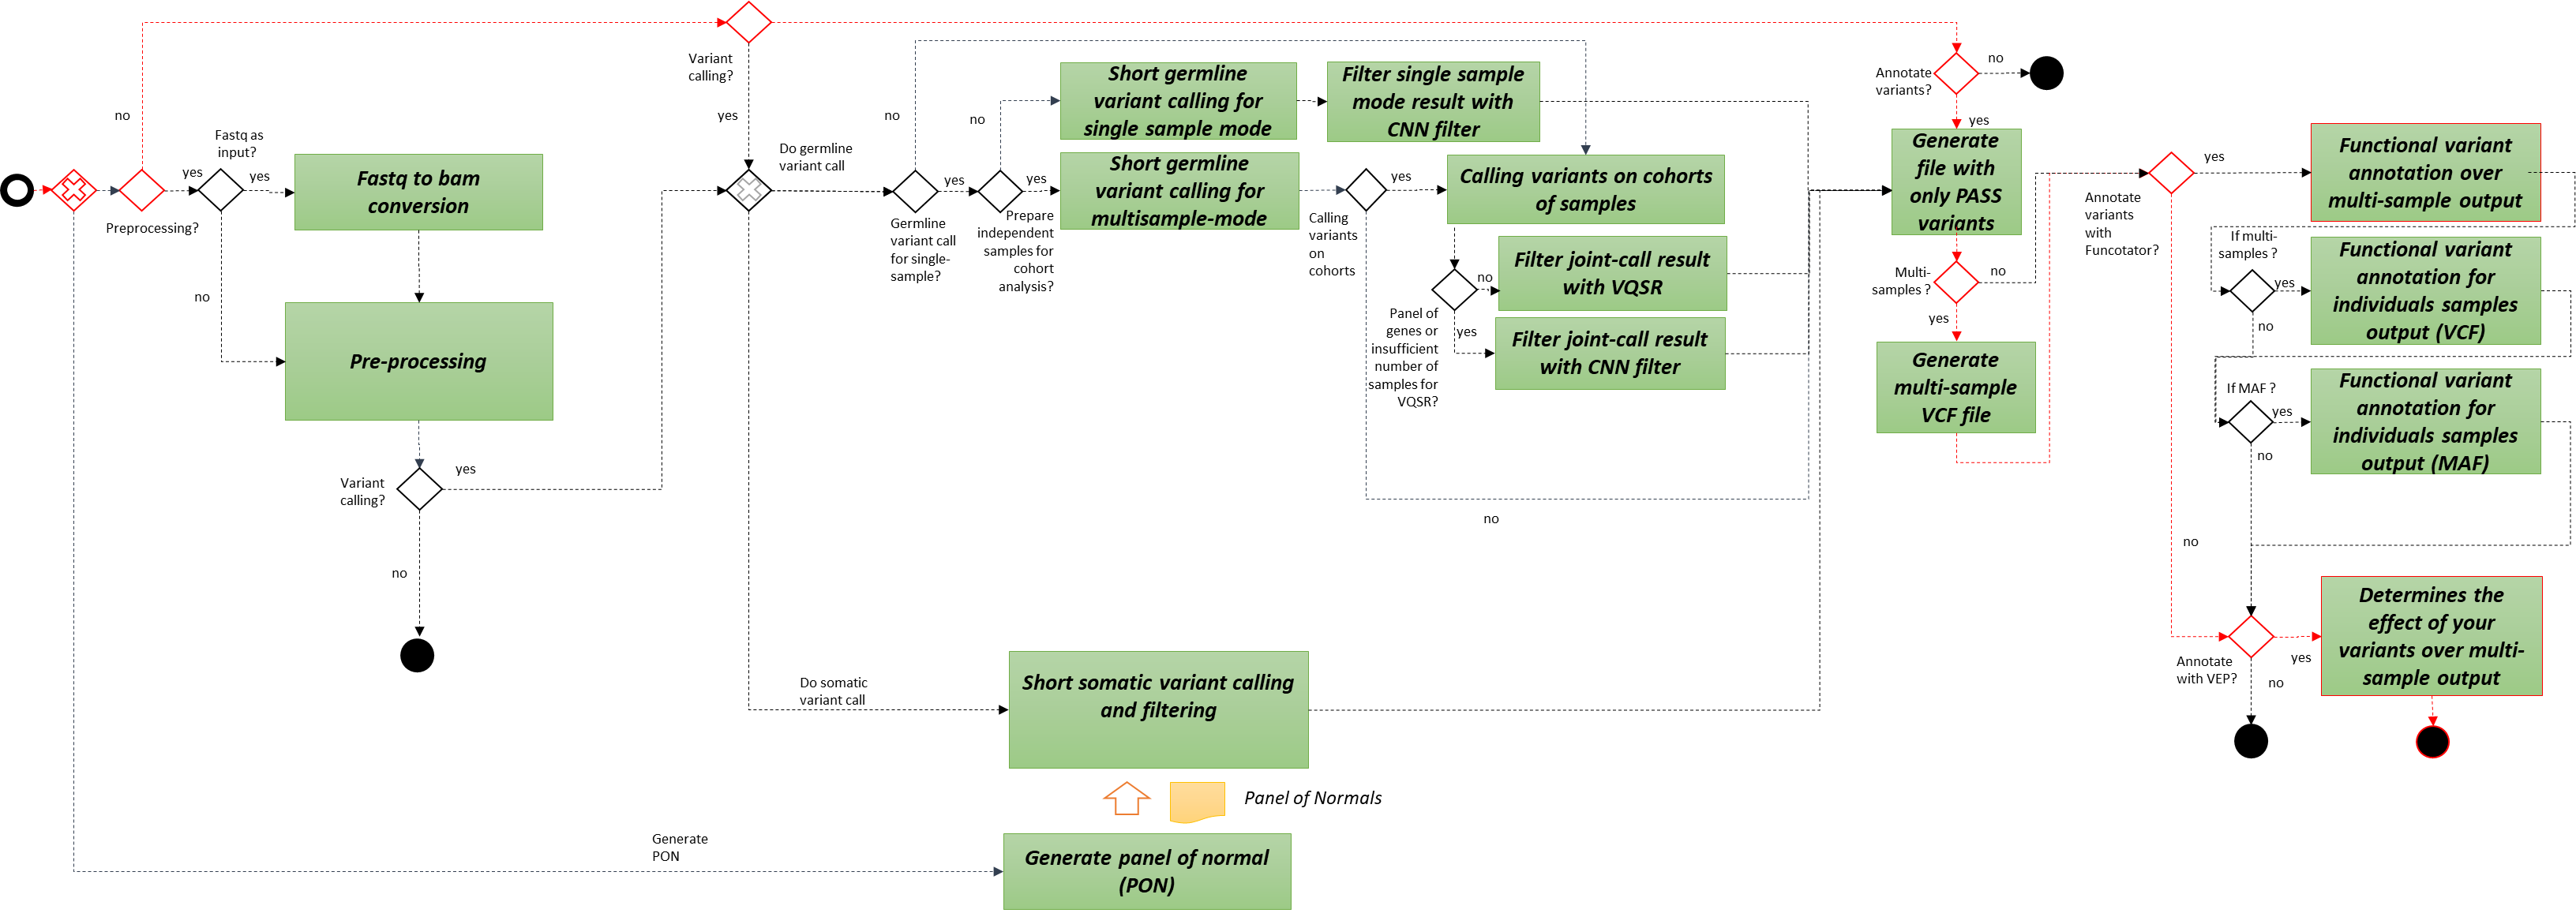 no
Preprocessing?
yes
Fastq as
input?
yes
no
Fastq to bam
conversion
Pre-processing
Variant
calling?
yes
no
Variant
calling?
yes
Do germline
variant call
Do somatic
variant call
Generate
PON
no
Germline
variant call
for single-
sample?
yes
no
yes
Prepare
independent
samples for
cohort
analysis?
Short germline
variant calling for
single sample mode
Filter single sample
mode result with
CNN filter
Short germline
variant calling for
multisample-mode
Calling
variants
on
cohorts
yes
no
Calling variants on cohorts
of samples
Panel of
genes or
insufficient
number of
samples for
VQSR?
no
yes
Filter joint-call result
with VQSR
Filter joint-call result
with CNN filter
Short somatic variant calling
and filtering
Panel of Normals
Generate panel of normal
(PON)
Annotate
variants?
no
yes
Generate
file with
only PASS
variants
Multi-
samples ?
no
yes
Generate
multi-sample
VCF file
Annotate
variants
with
Funcotator?
yes
no
Functional variant
annotation over
multi-sample output
If multi-
samples ?
yes
no
Functional variant
annotation for
individuals samples
output (VCF)
If MAF ?
yes
no
Functional variant
annotation for
individuals samples
output (MAF)
Annotate
with VEP?
yes
no
Determines the
effect of your
variants over multi-
sample output